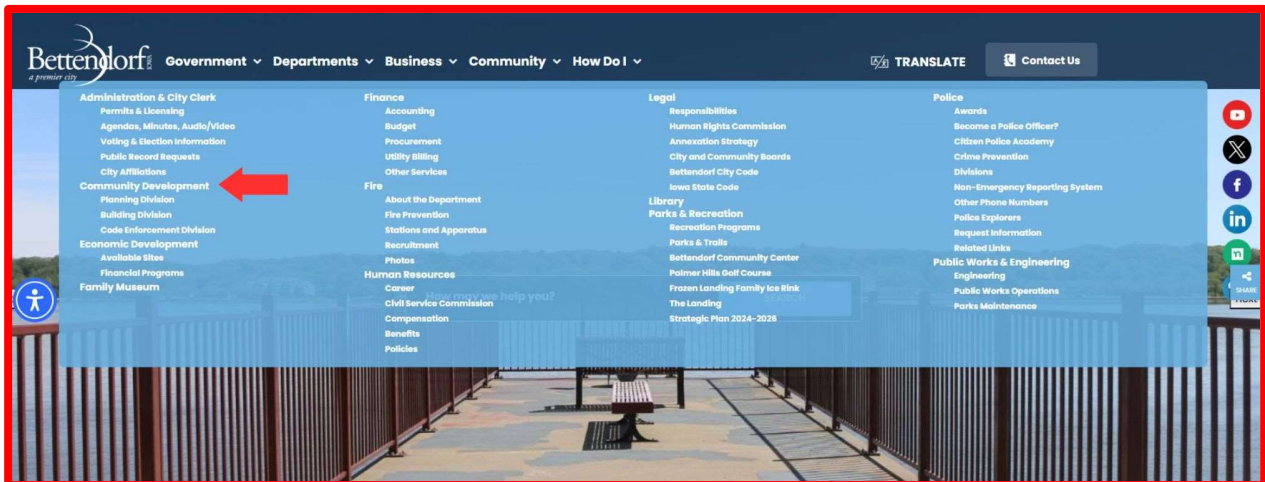 Bettendorf IOWA
a premier city
Government Departments Business Community How Do I
TRANSLATE
Contact Us
Administration & City Clerk
Permits & Licensing
Agendas, Minutes, Audio/Video
Voting & Election Information
Public Record Requests
City Affiliations
Community Development
Planning Division
Building Division
Code Enforcement Division
Economic Development
Available Sites
Financial Programs
Family Museum
Finance
Accounting
Budget
Procurement
Utility Billing
Other Services
Fire
About the Department
Fire Prevention
Stations and Apparatus
Recruitment
Photos
Human Resources
Career
Civil Service Commission
Compensation
Benefits
Policies
Legal
Responsibilities
Human Rights Commission
Annexation Strategy
City and Community Boards
Bettendorf City Code
Iowa State Code
Library
Parks & Recreation
Recreation Programs
Parks & Trails
Bettendorf Community Center
Palmer Hills Golf Course
Frozen Landing Family Ice Rink
The Landing
Strategic Plan 2024-2026
Police
Awards
Become a Police Officer?
Citizen Police Academy
Crime Prevention
Divisions
Non-Emergency Reporting System
Other Phone Numbers
Police Explorers
Request Information
Related Links
Public Works & Engineering
Engineering
Public Works Operations
Parks Maintenance
How may we help you?
SEARCH
SHARE